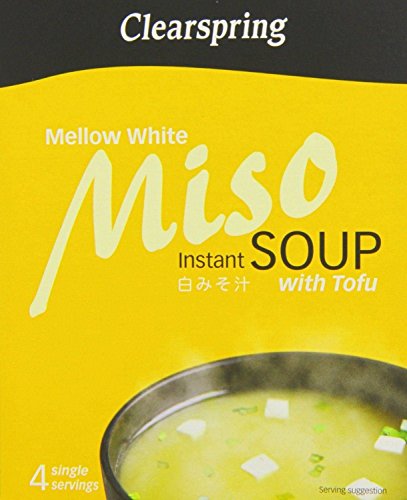 Clearspring
Mellow White
Miso
Instant SOUP
白みそ汁 with Tofu
4 single servings
Serving suggestion